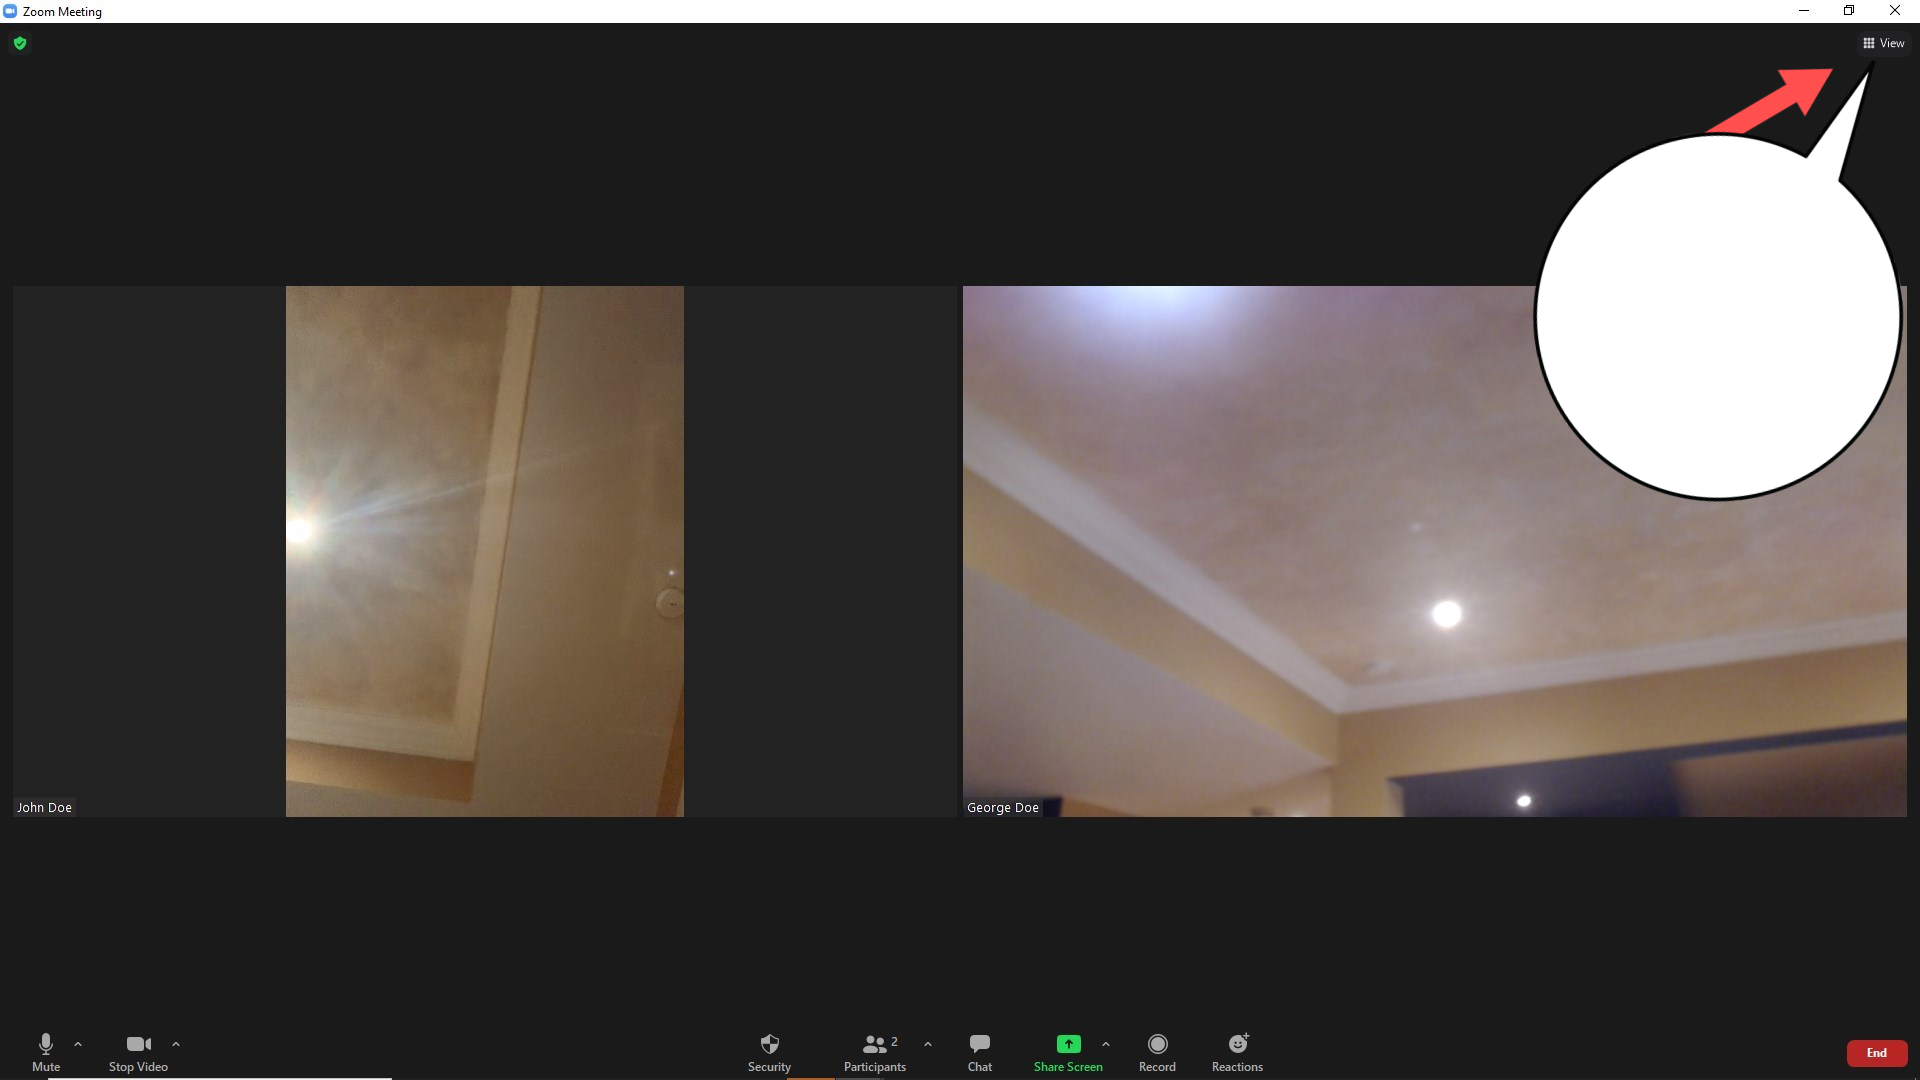 Zoom Meeting
View
John Doe
George Doe
2
Mute
Stop Video
Security
Participants
Chat
Share Screen
Record
Reactions
End